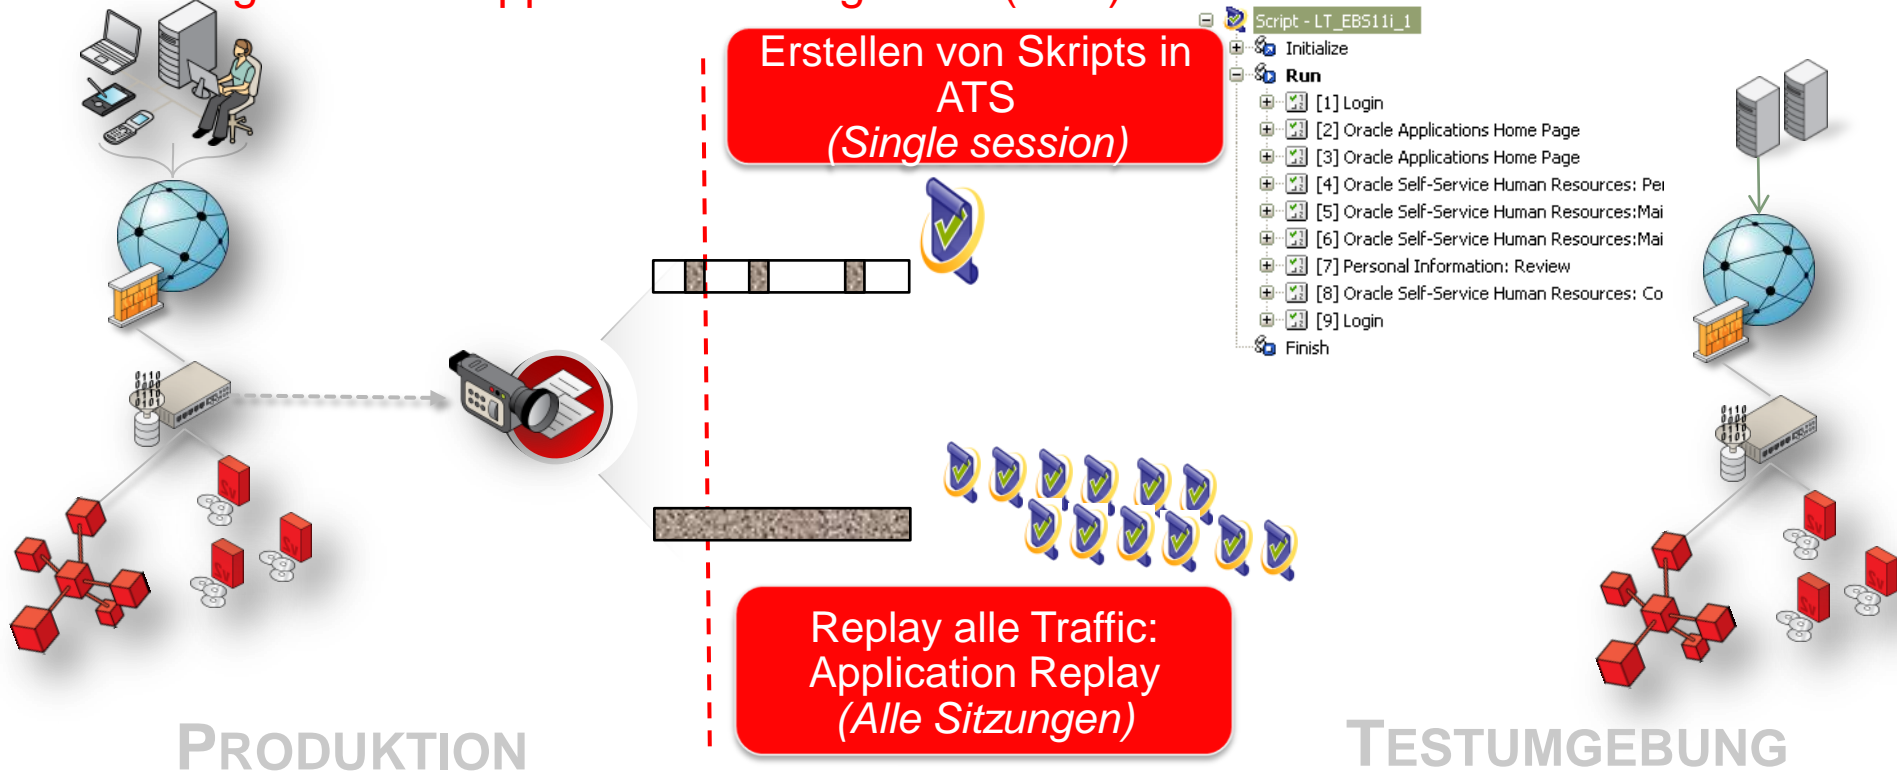 Erstellen von Skripts in
ATS
(Single session)
Script - LT_EBS11i_1
Initialize
Run
[1] Login
[2] Oracle Applications Home Page
[3] Oracle Applications Home Page
[4] Oracle Self-Service Human Resources: Per
[5] Oracle Self-Service Human Resources:Mai
[6] Oracle Self-Service Human Resources:Mai
[7] Personal Information: Review
[8] Oracle Self-Service Human Resources: Co
[9] Login
Finish
Replay alle Traffic:
Application Replay
(Alle Sitzungen)
PRODUKTION
TESTUMGEBUNG